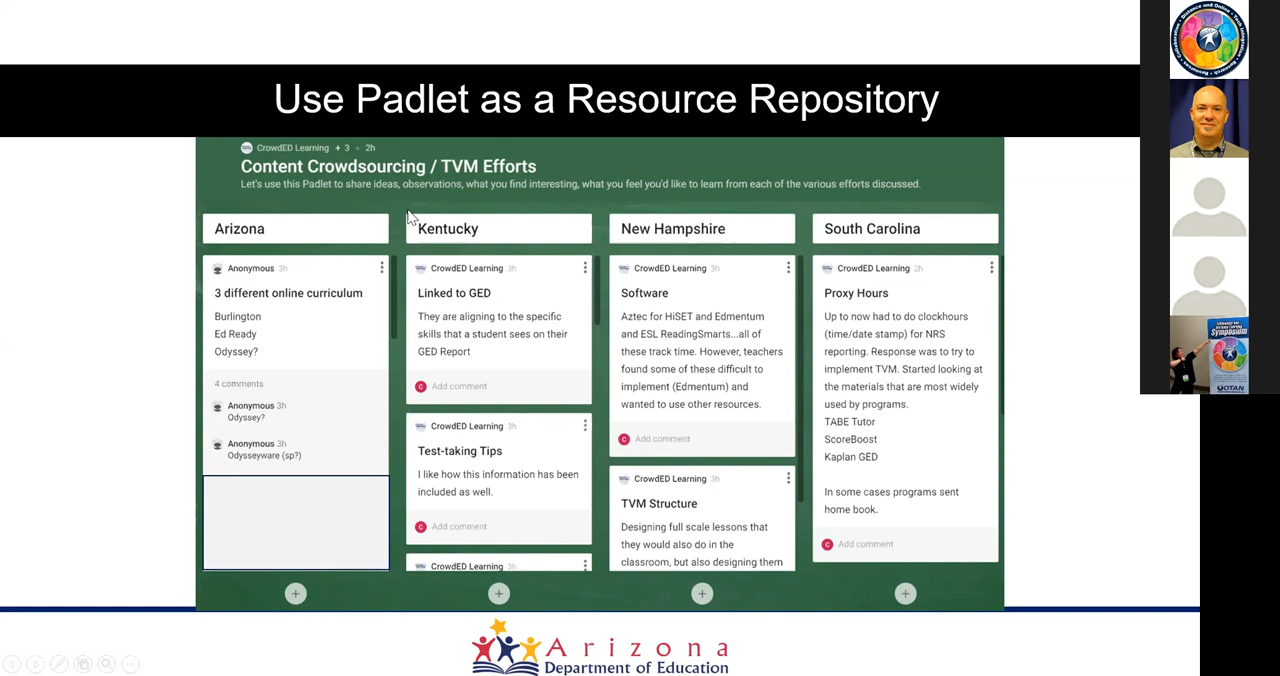 Use Padlet as a Resource Repository
CrowdED Learning + 3 • 2h
Content Crowdsourcing / TVM Efforts
Let's use this Padlet to share ideas, observations, what you find interesting, what you feel you'd like to learn from each of the various efforts discussed.
Arizona
Anonymous 3h
3 different online curriculum
Burlington
Ed Ready
Odyssey?
4 comments
Anonymous 3h
Odyssey?
Anonymous 3h
Odysseyware (sp?)
Kentucky
CrowdED Learning 3h
Linked to GED
They are aligning to the specific
skills that a student sees on their
GED Report
C Add comment
CrowdED Learning 3h
Test-taking Tips
I like how this information has been
included as well.
C Add comment
CrowdED Learning 3h
New Hampshire
CrowdED Learning 3h
Software
Aztec for HiSET and Edmentum
and ESL ReadingSmarts...all of
these track time. However, teachers
found some of these difficult to
implement (Edmentum) and
wanted to use other resources.
C Add comment
CrowdED Learning 3h
TVM Structure
Designing full scale lessons that
they would also do in the
classroom, but also designing them
South Carolina
CrowdED Learning 2h
Proxy Hours
Up to now had to do clockhours
(time/date stamp) for NRS
reporting. Response was to try to
implement TVM. Started looking at
the materials that are most widely
used by programs.
TABE Tutor
ScoreBoost
Kaplan GED
In some cases programs sent
home book.
C Add comment
Arizona
Department of Education
Distance and Online • Tech Integration • Research • Resources • Collaboration
Symposium
OTAN